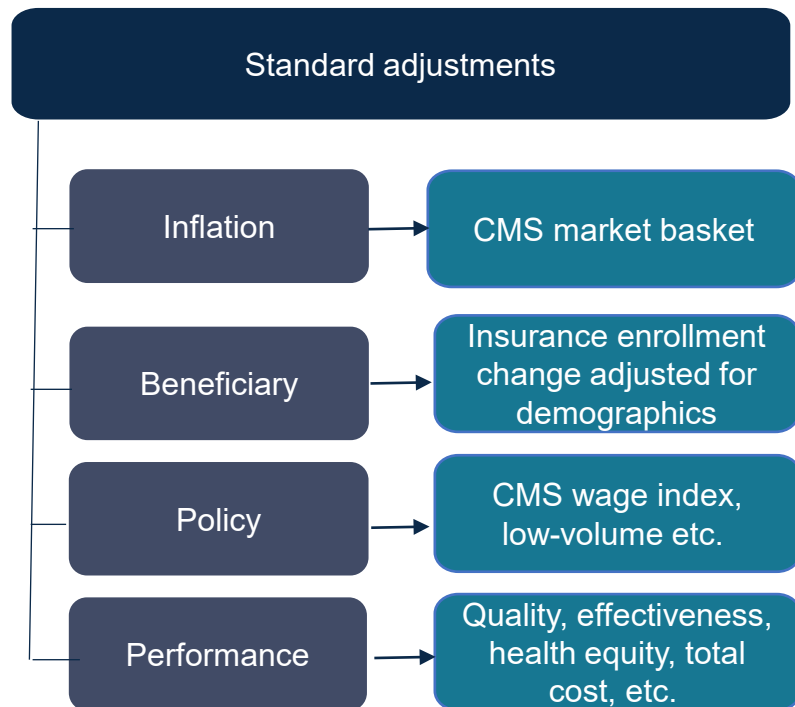 Standard adjustments
Inflation
CMS market basket
Beneficiary
Insurance enrollment
change adjusted for
demographics
Policy
CMS wage index,
low-volume etc.
Performance
Quality, effectiveness,
health equity, total
cost, etc.